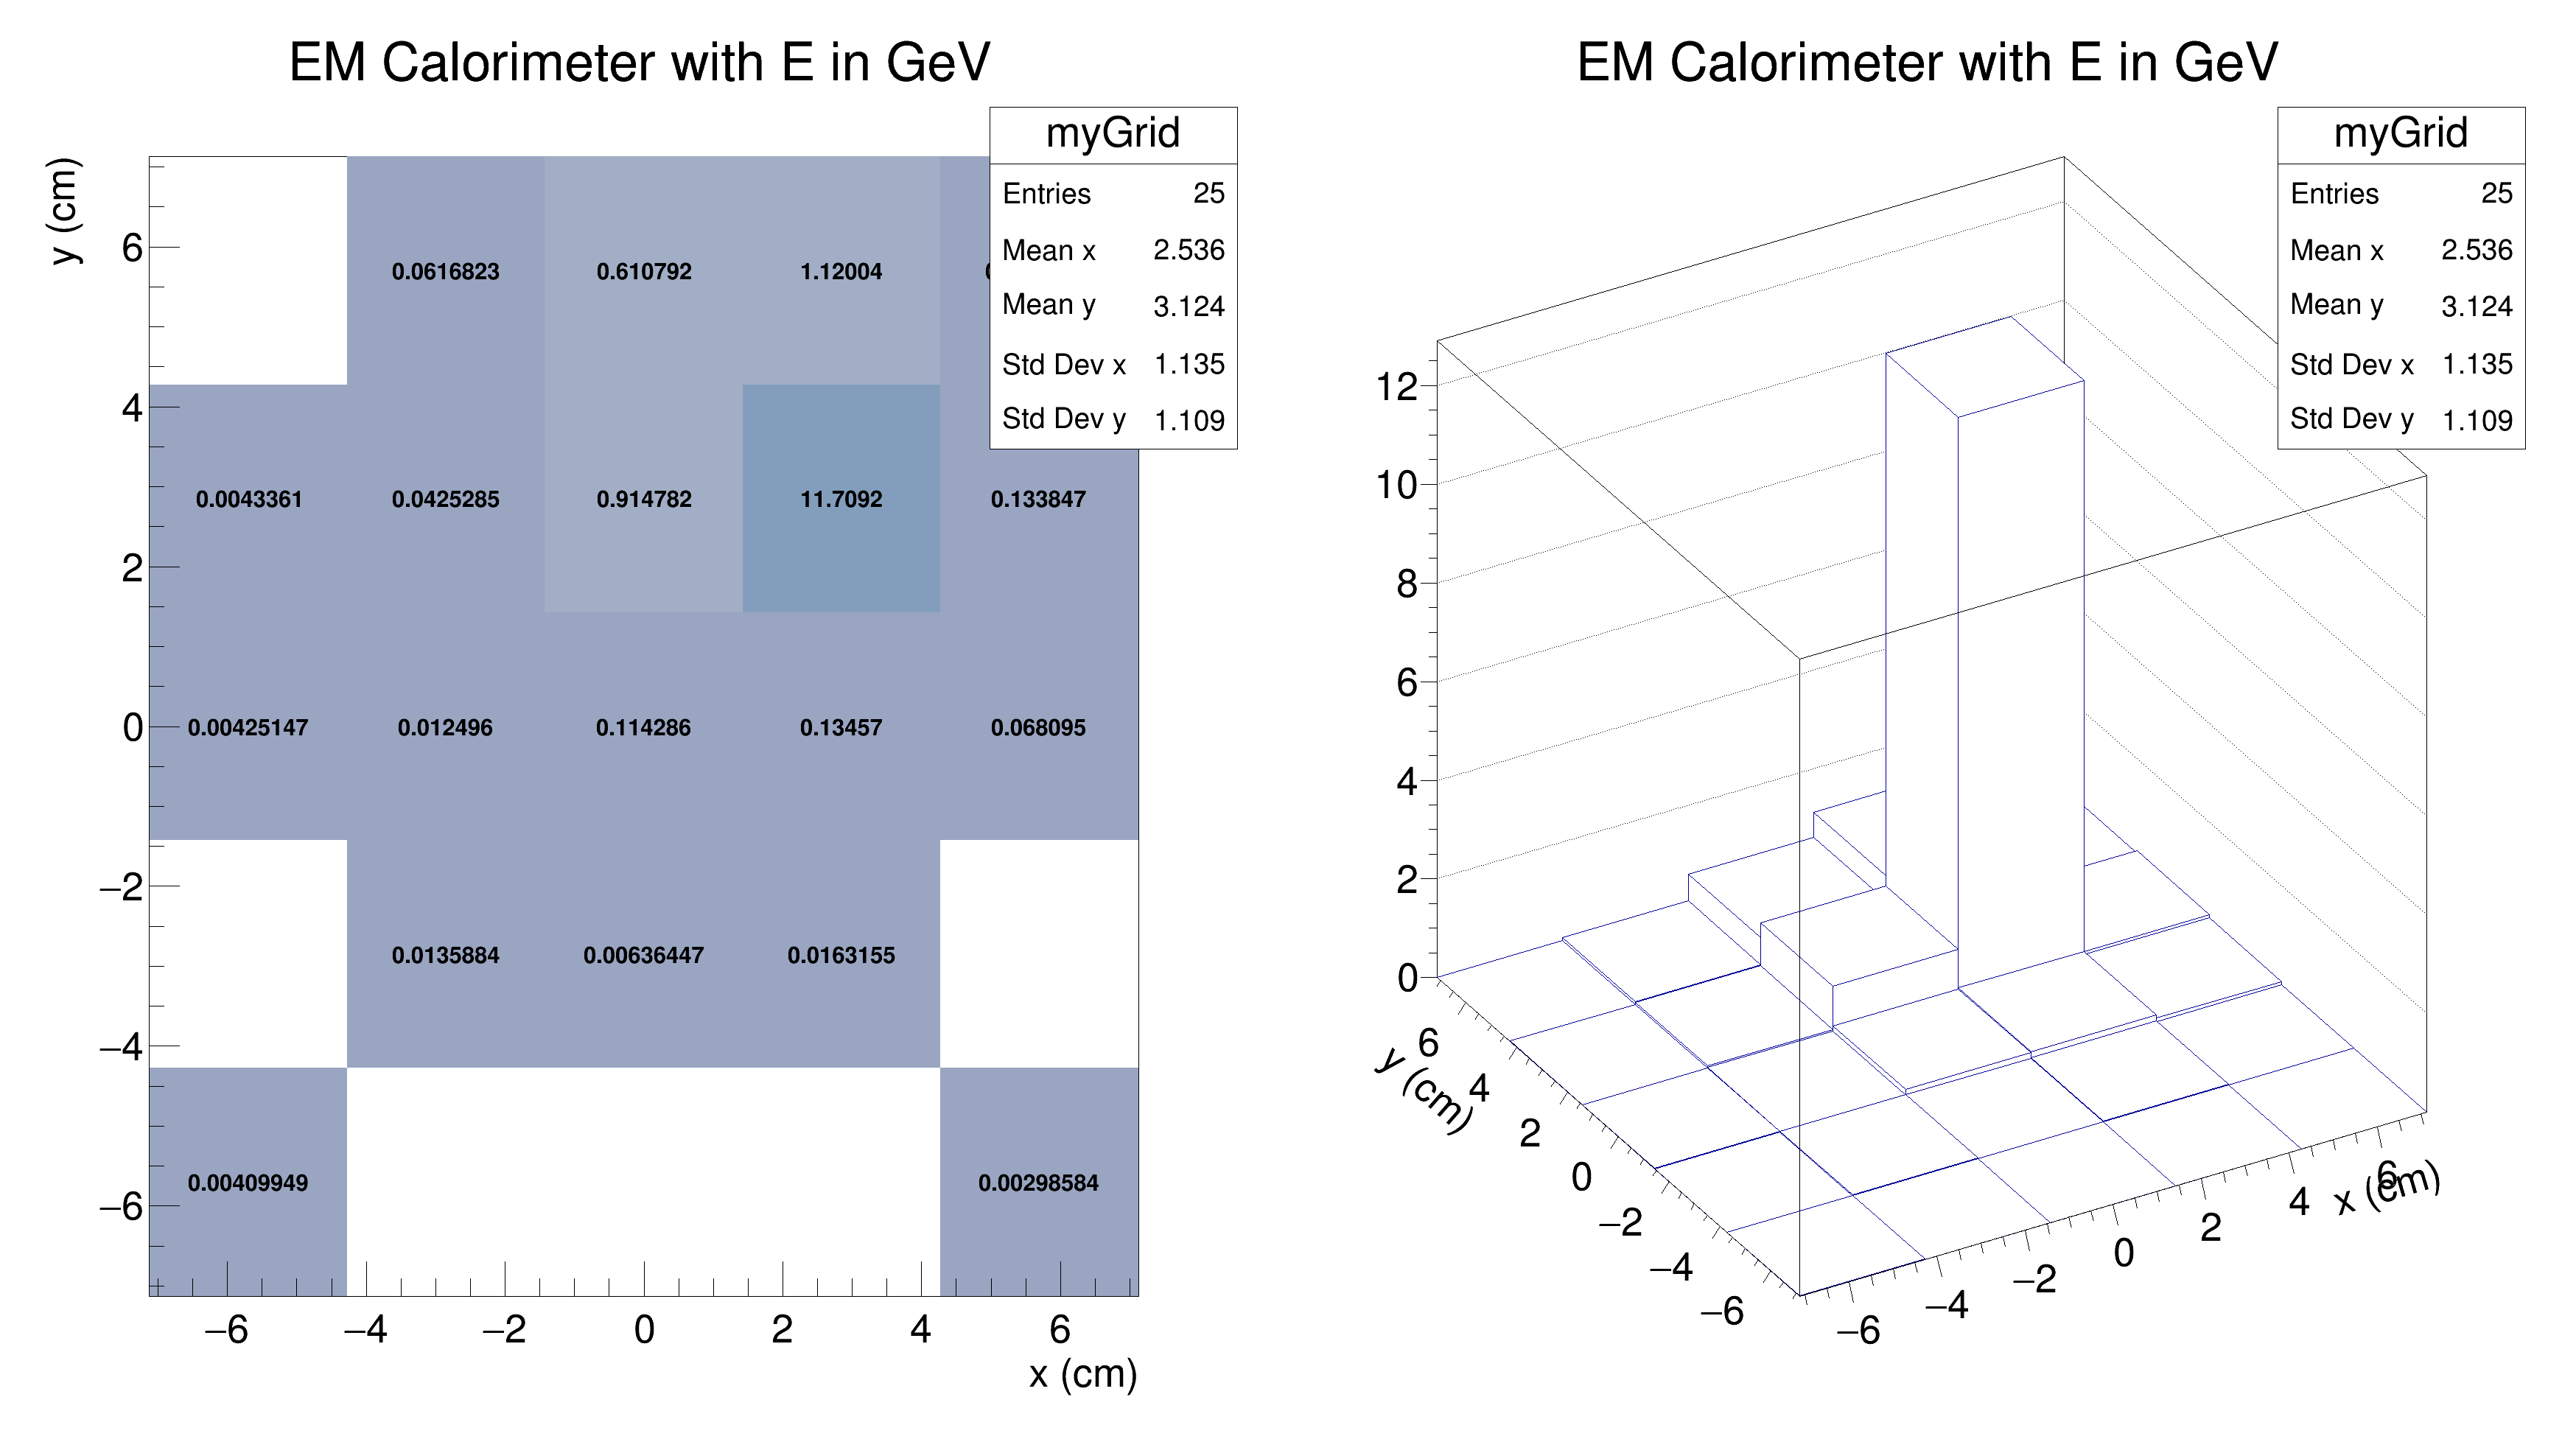 EM Calorimeter with E in GeV
myGrid
Entries 25
Mean x 2.536
Mean y 3.124
Std Dev x 1.135
Std Dev y 1.109
y (cm)
6
4
2
0
−2
−4
−6
0.0616823 0.610792 1.12004
0.0043361 0.0425285 0.914782 11.7092 0.133847
0.00425147 0.012496 0.114286 0.13457 0.068095
0.0135884 0.00636447 0.0163155
0.00409949 0.00298584
−6 −4 −2 0 2 4 6
x (cm)
EM Calorimeter with E in GeV
myGrid
Entries 25
Mean x 2.536
Mean y 3.124
Std Dev x 1.135
Std Dev y 1.109
12
10
8
6
4
2
0
6
4
2
0
−2
−4
−6
y (cm)
−6 −4 −2 0 2 4 6
x (cm)